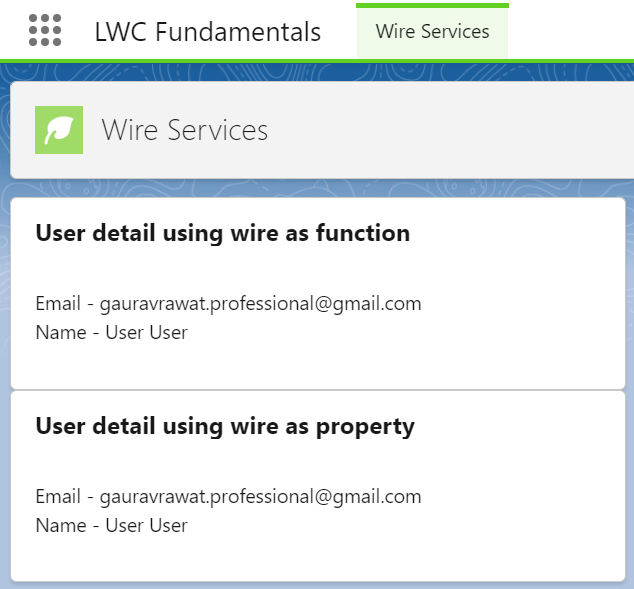 LWC Fundamentals
Wire Services
Wire Services
User detail using wire as function
Email - gauravrawat.professional@gmail.com
Name - User User
User detail using wire as property
Email - gauravrawat.professional@gmail.com
Name - User User